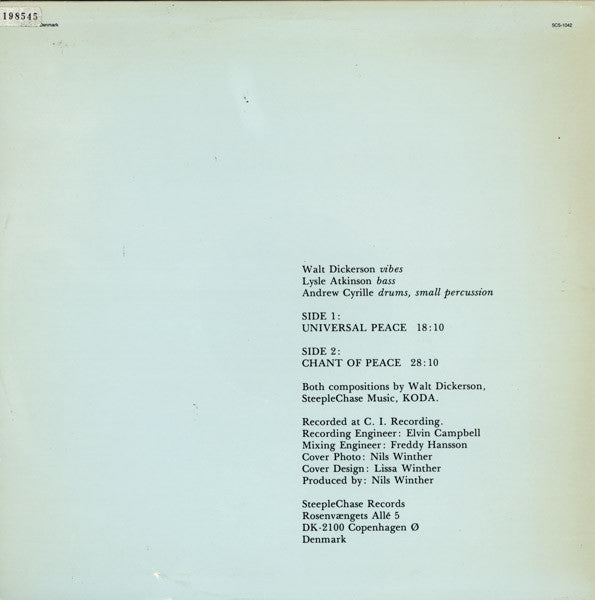 198545
Denmark
SCS-1042
Walt Dickerson vibes
Lysle Atkinson bass
Andrew Cyrille drums, small percussion
SIDE 1:
UNIVERSAL PEACE 18:10
SIDE 2:
CHANT OF PEACE 28:10
Both compositions by Walt Dickerson,
SteepleChase Music, KODA.
Recorded at C. I. Recording.
Recording Engineer: Elvin Campbell
Mixing Engineer: Freddy Hansson
Cover Photo: Nils Winther
Cover Design: Lissa Winther
Produced by: Nils Winther
SteepleChase Records
Rosenvængets Allé 5
DK-2100 Copenhagen Ø
Denmark